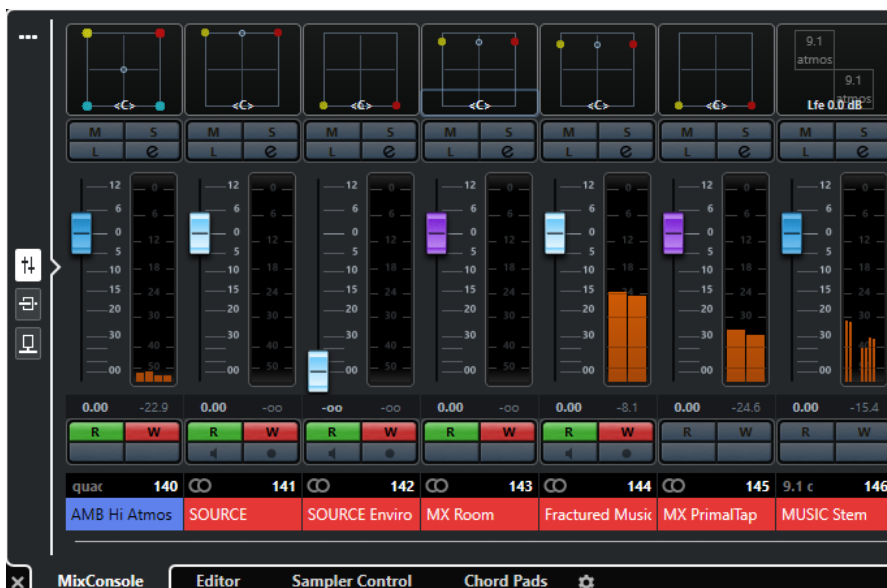 9.1 atmos
9.1 atmos
<C> <C> <C> <C> <C> <C> Lfe 0.0 dB
M S M S M S M S M S M S M S
L e L e L e L e L e L e L e
12 0 12 0 12 0 12 0 12 0 12 0 12 0
6 6 6 6 6 6 6 6 6 6 6 6 6 6
0 12 0 12 0 12 0 12 0 12 0 12 0 12
5 5 5 5 5 5 5
10 18 10 18 10 18 10 18 10 18 10 18 10 18
15 24 15 24 15 24 15 24 15 24 15 24 15 24
20 30 20 30 20 30 20 30 20 20 30 20 30
30 40 30 40 30 40 30 40 30 30 40 30 40
00 50 00 50 00 50 00 50 00 00 50 00
0.00 -22.9 0.00 -oo -oo -oo 0.00 -oo 0.00 -8.1 0.00 -24.6 0.00 -15.4
R W R W R W R W R W R W R W
quac 140 141 142 143 144 145 9.1 c 146
AMB Hi Atmos SOURCE SOURCE Enviro MX Room Fractured Music MX PrimalTap MUSIC Stem
MixConsole Editor Sampler Control Chord Pads